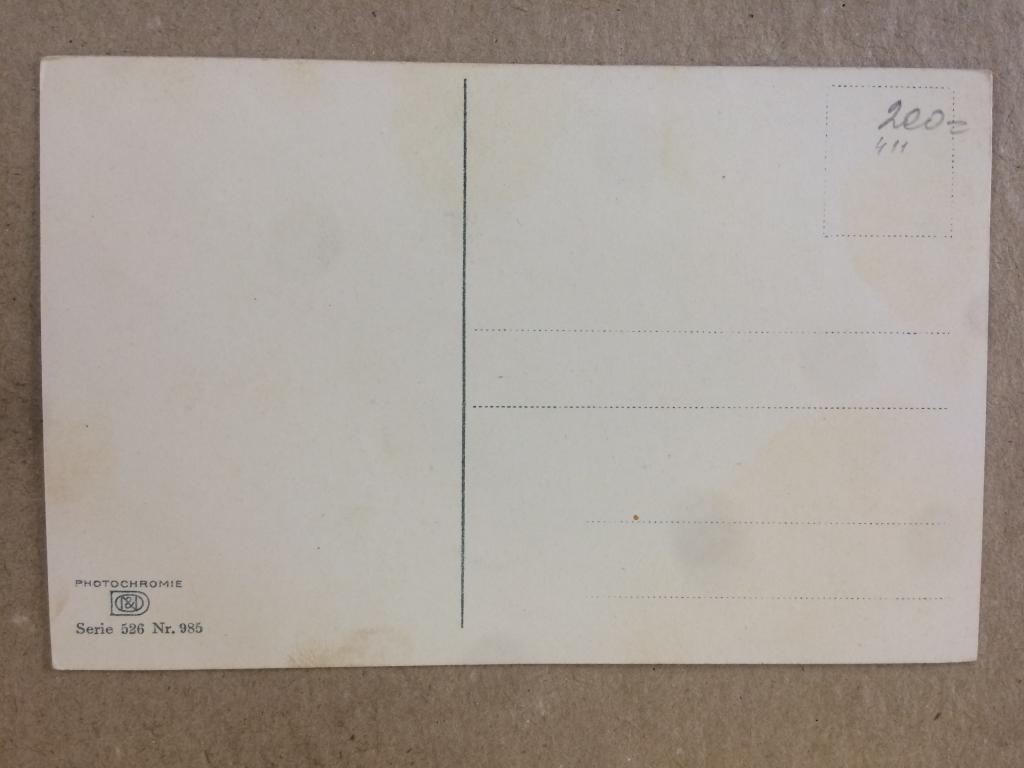 200=
411
PHOTOCHROMIE
Serie 526 Nr. 985